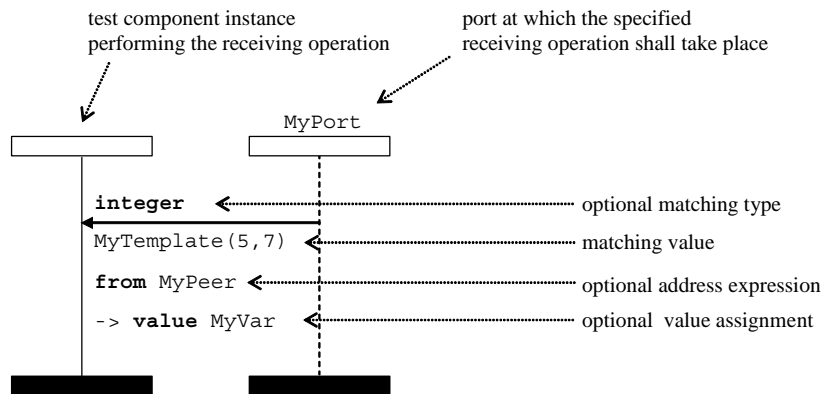 test component instance
performing the receiving operation
port at which the specified
receiving operation shall take place
MyPort
integer
optional matching type
MyTemplate(5,7)
matching value
from MyPeer
optional address expression
-> value MyVar
optional value assignment